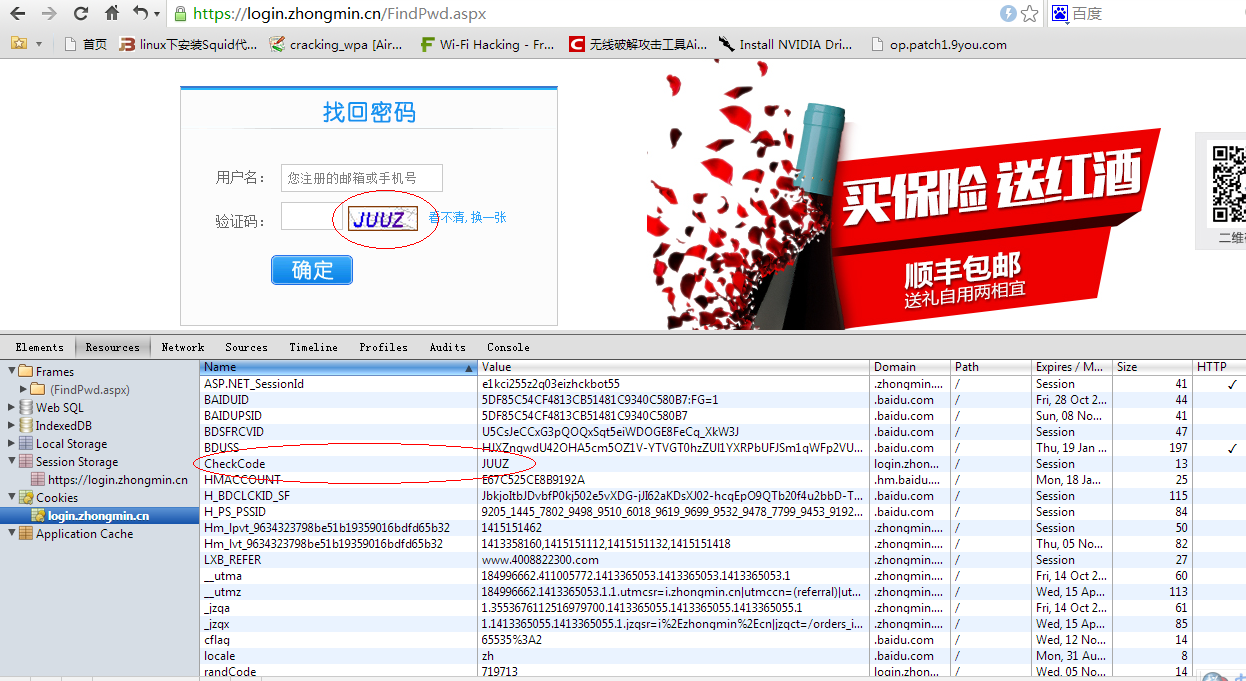 https://login.zhongmin.cn/FindPwd.aspx
百度
首页
linux下安装Squid代...
cracking_wpa [Air...
Wi-Fi Hacking - Fr...
无线破解攻击工具Ai...
Install NVIDIA Dri...
op.patch1.9you.com
找回密码
用户名：
您注册的邮箱或手机号
验证码：
JUUZ
看不清,换一张
确定
买保险 送红酒
顺丰包邮
送礼自用两相宜
Elements Resources Network Sources Timeline Profiles Audits Console
Frames
(FindPwd.aspx)
Web SQL
IndexedDB
Local Storage
Session Storage
https://login.zhongmin.cn
Cookies
login.zhongmin.cn
Application Cache
Name Value Domain Path Expires / M... Size HTTP
ASP.NET_SessionId e1kci255z2q03eizhckbot55 .zhongmin.... / Session 41 ✓
BAIDUID 5DF85C54CF4813CB51481C9340C580B7:FG=1 .baidu.com / Fri, 28 Oct 2... 44
BAIDUPSID 5DF85C54CF4813CB51481C9340C580B7 .baidu.com / Sun, 08 Nov... 41
BDSFRCVID U5CsJeCCxG3pQOQxSqt5eiWDOGE8FeCq_XkW3J .baidu.com / Session 47
BDUSS HJXZngwdU42OHA5cm5OZ1V-YTVGT0hzZUl1YXRPbUFJSm1qWFp2VU... .baidu.com / Thu, 19 Jan ... 197 ✓
CheckCode JUUZ login.zhon... / Session 13
HMACCOUNT E67C525CE8B9192A .hm.baidu.... / Mon, 18 Ja... 25
H_BDCLCKID_SF JbkjoItbJDvbfP0kj502e5vXDG-jJl62aKDsXJ02-hcqEpO9QTb20f4u2bbD-T... .baidu.com / Session 115
H_PS_PSSID 9205_1445_7802_9498_9510_6018_9619_9699_9532_9478_7799_9453_9192... .baidu.com / Session 84
Hm_lpvt_9634323798be51b19359016bdfd65b32 1415151462 .zhongmin.... / Session 50
Hm_lvt_9634323798be51b19359016bdfd65b32 1413358160,1415151112,1415151132,1415151418 .zhongmin.... / Thu, 05 No... 82
LXB_REFER www.4008822300.com .zhongmin.... / Session 27
__utma 184996662.411005772.1413365053.1413365053.1413365053.1 .zhongmin.... / Fri, 14 Oct 2... 60
__utmz 184996662.1413365053.1.1.utmcsr=i.zhongmin.cn|utmccn=(referral)|ut... .zhongmin.... / Wed, 15 Ap... 113
_jzqa 1.3553676112516979700.1413365055.1413365055.1413365055.1 .zhongmin.... / Fri, 14 Oct 2... 61
_jzqx 1.1413365055.1413365055.1.jzqsr=i%2Ezhongmin%2Ecn|jzqct=/orders_i... .zhongmin.... / Wed, 15 Ap... 85
cflag 65535%3A2 .baidu.com / Wed, 12 No... 14
locale zh .baidu.com / Mon, 31 Au... 8
randCode 719713 .zhongmin.... / Wed, 05 Nov... 14